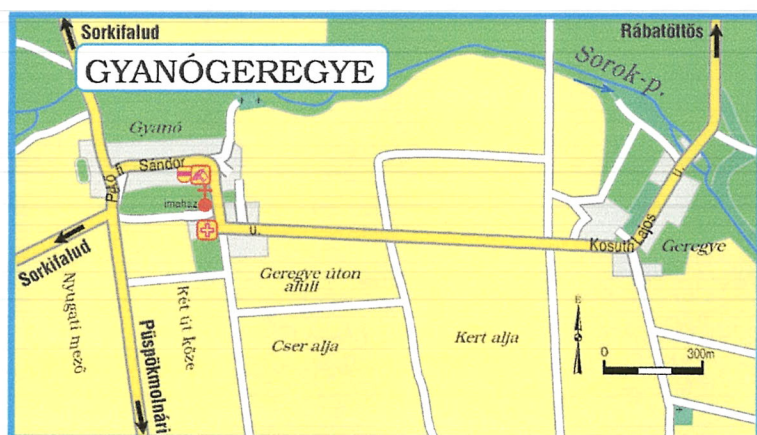 Sorkifalud
Rábatöttös
GYANÓGEREGYE
Sorok-p.
Gyanó
Sándor
imaház
u.
u.
Kosuth Lajos
Geregye
Sorkifalud
Nyugati mező
Két út köze
Püspökmolnári
Geregye úton
aluli
Cser alja
Kert alja
É
0 300m